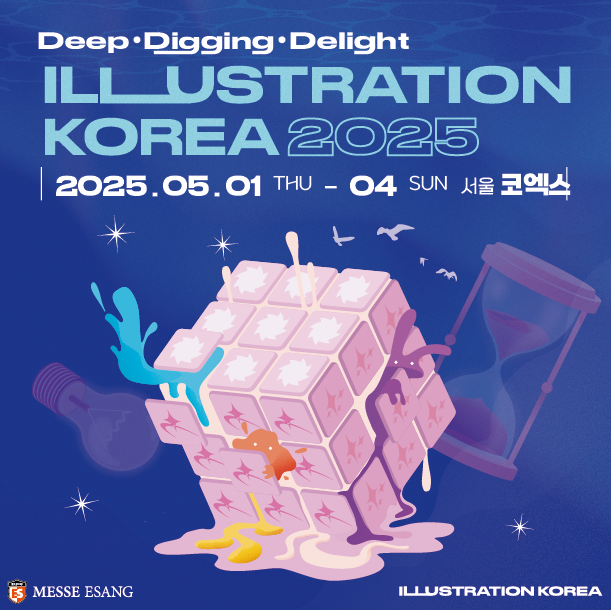 Deep•Digging•Delight
ILLUSTRATION
KOREA 2025
2025.05.01 THU – 04 SUN 서울 코엑스
MESSE ESANG
ILLUSTRATION KOREA